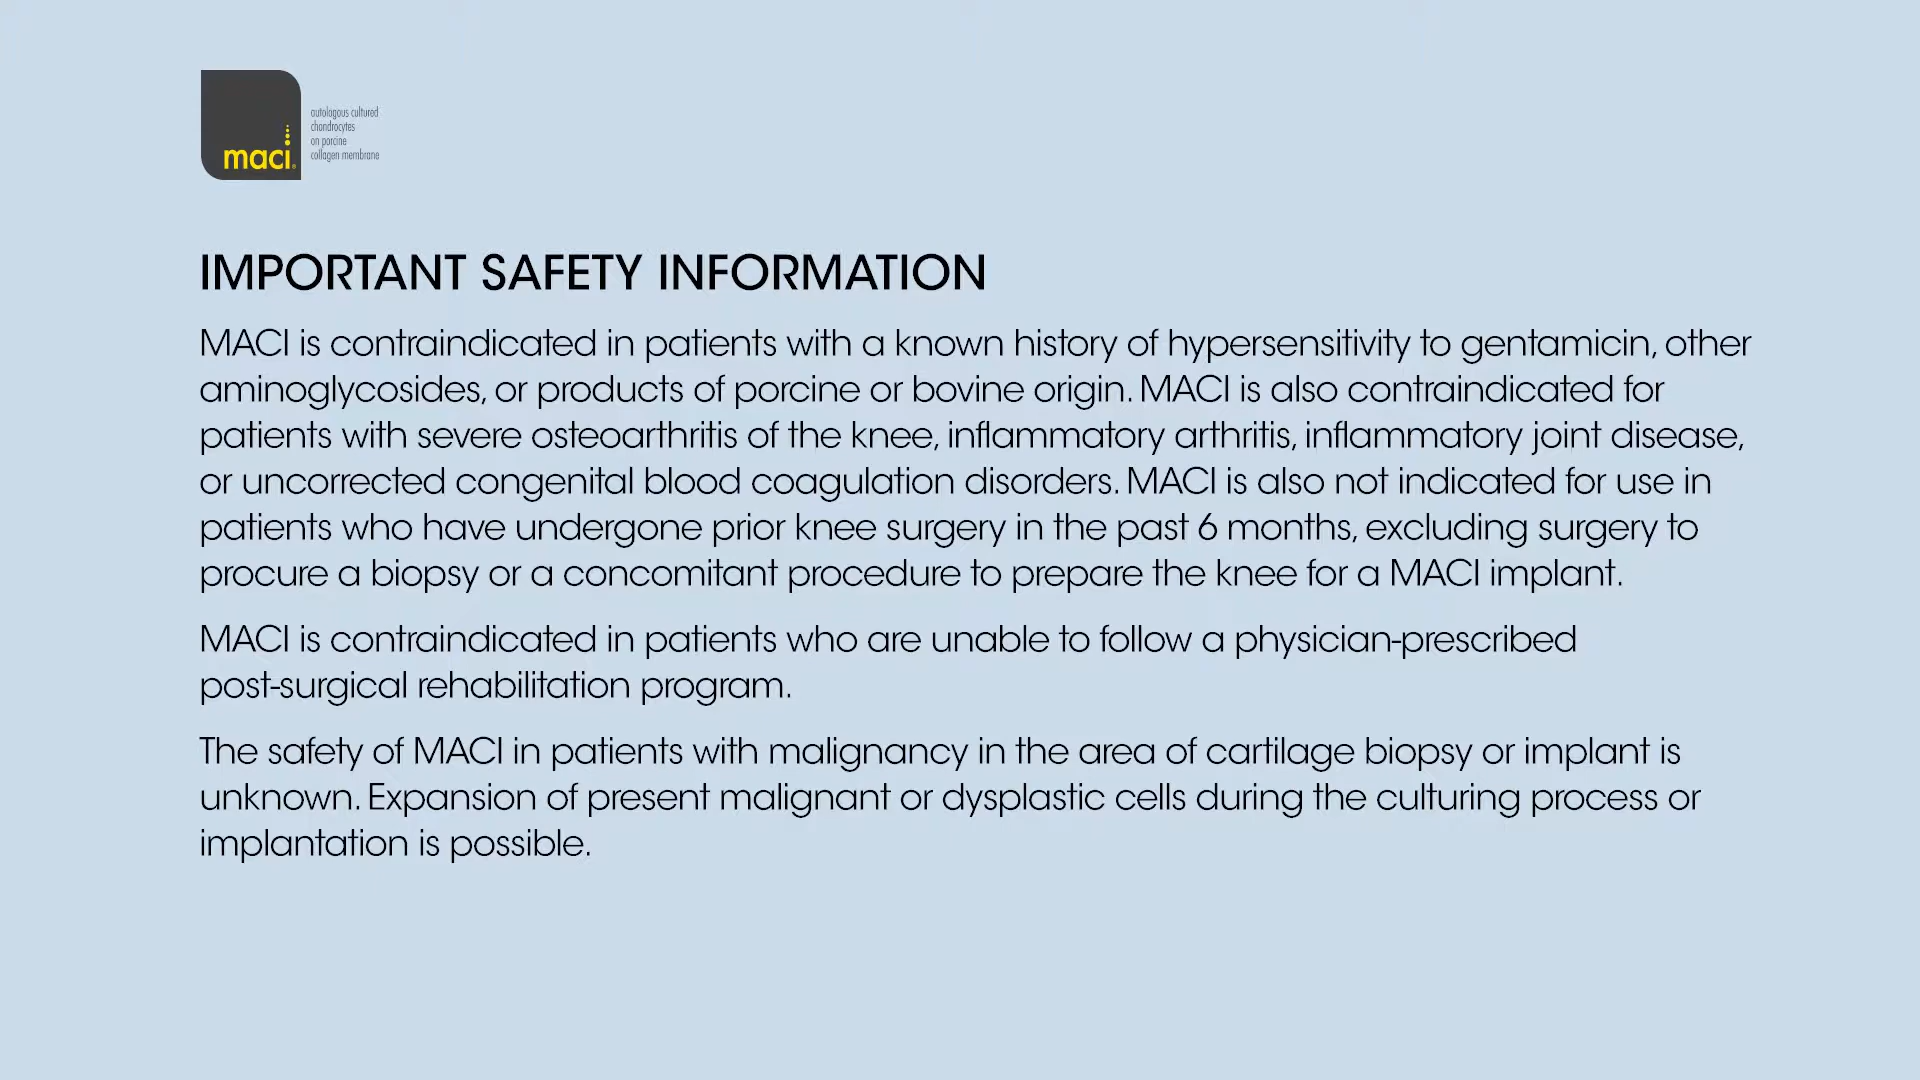 maci®
autologous cultured
chondrocytes
on porcine
collagen membrane
IMPORTANT SAFETY INFORMATION
MACI is contraindicated in patients with a known history of hypersensitivity to gentamicin, other
aminoglycosides, or products of porcine or bovine origin. MACI is also contraindicated for
patients with severe osteoarthritis of the knee, inflammatory arthritis, inflammatory joint disease,
or uncorrected congenital blood coagulation disorders. MACI is also not indicated for use in
patients who have undergone prior knee surgery in the past 6 months, excluding surgery to
procure a biopsy or a concomitant procedure to prepare the knee for a MACI implant.
MACI is contraindicated in patients who are unable to follow a physician-prescribed
post-surgical rehabilitation program.
The safety of MACI in patients with malignancy in the area of cartilage biopsy or implant is
unknown. Expansion of present malignant or dysplastic cells during the culturing process or
implantation is possible.